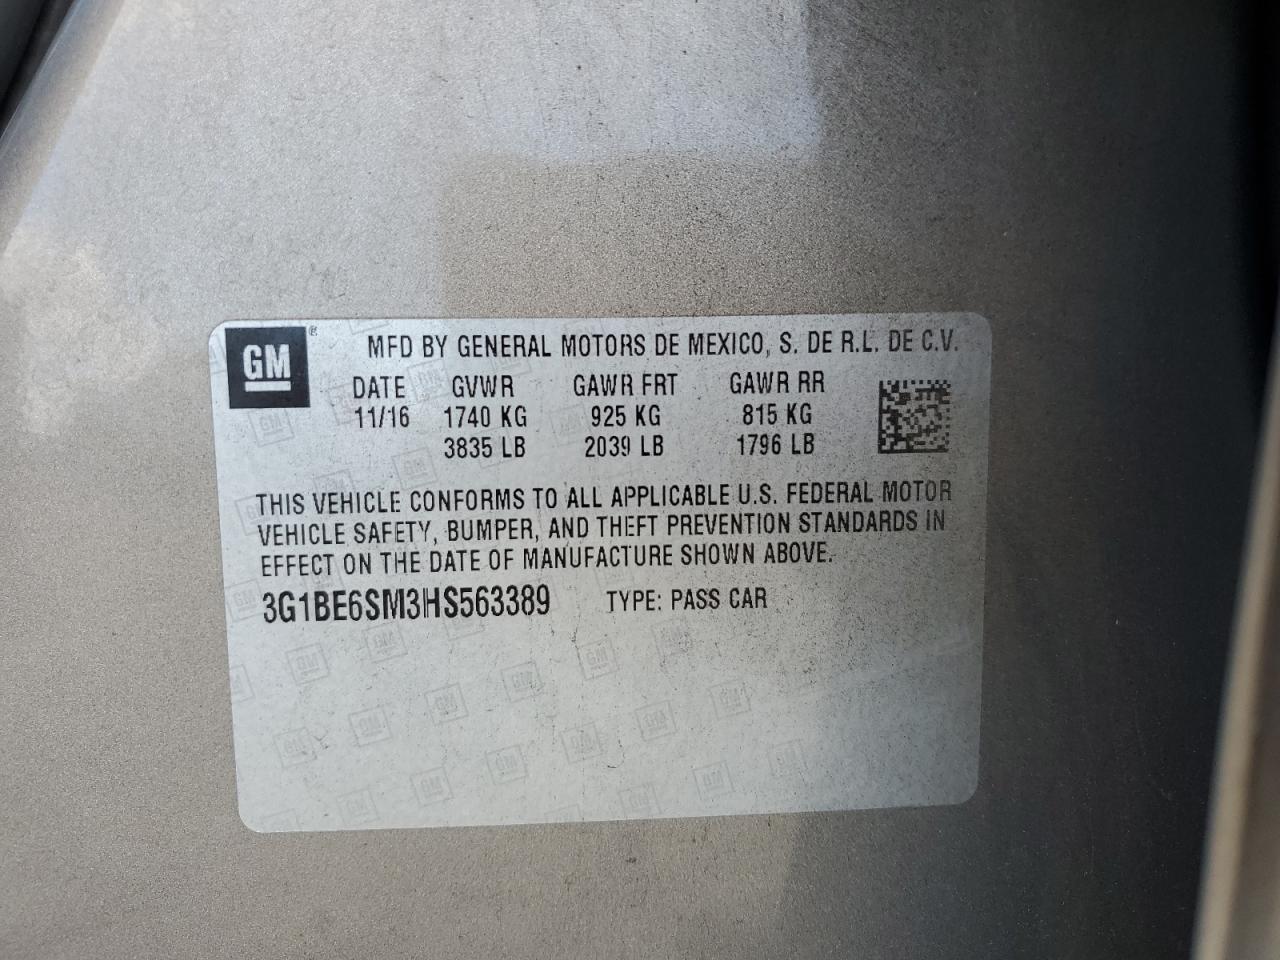 GM ®
MFD BY GENERAL MOTORS DE MEXICO, S. DE R.L. DE C.V.
DATE GVWR GAWR FRT GAWR RR
11/16 1740 KG 925 KG 815 KG
3835 LB 2039 LB 1796 LB
THIS VEHICLE CONFORMS TO ALL APPLICABLE U.S. FEDERAL MOTOR
VEHICLE SAFETY, BUMPER, AND THEFT PREVENTION STANDARDS IN
EFFECT ON THE DATE OF MANUFACTURE SHOWN ABOVE.
3G1BE6SM3HS563389 TYPE: PASS CAR